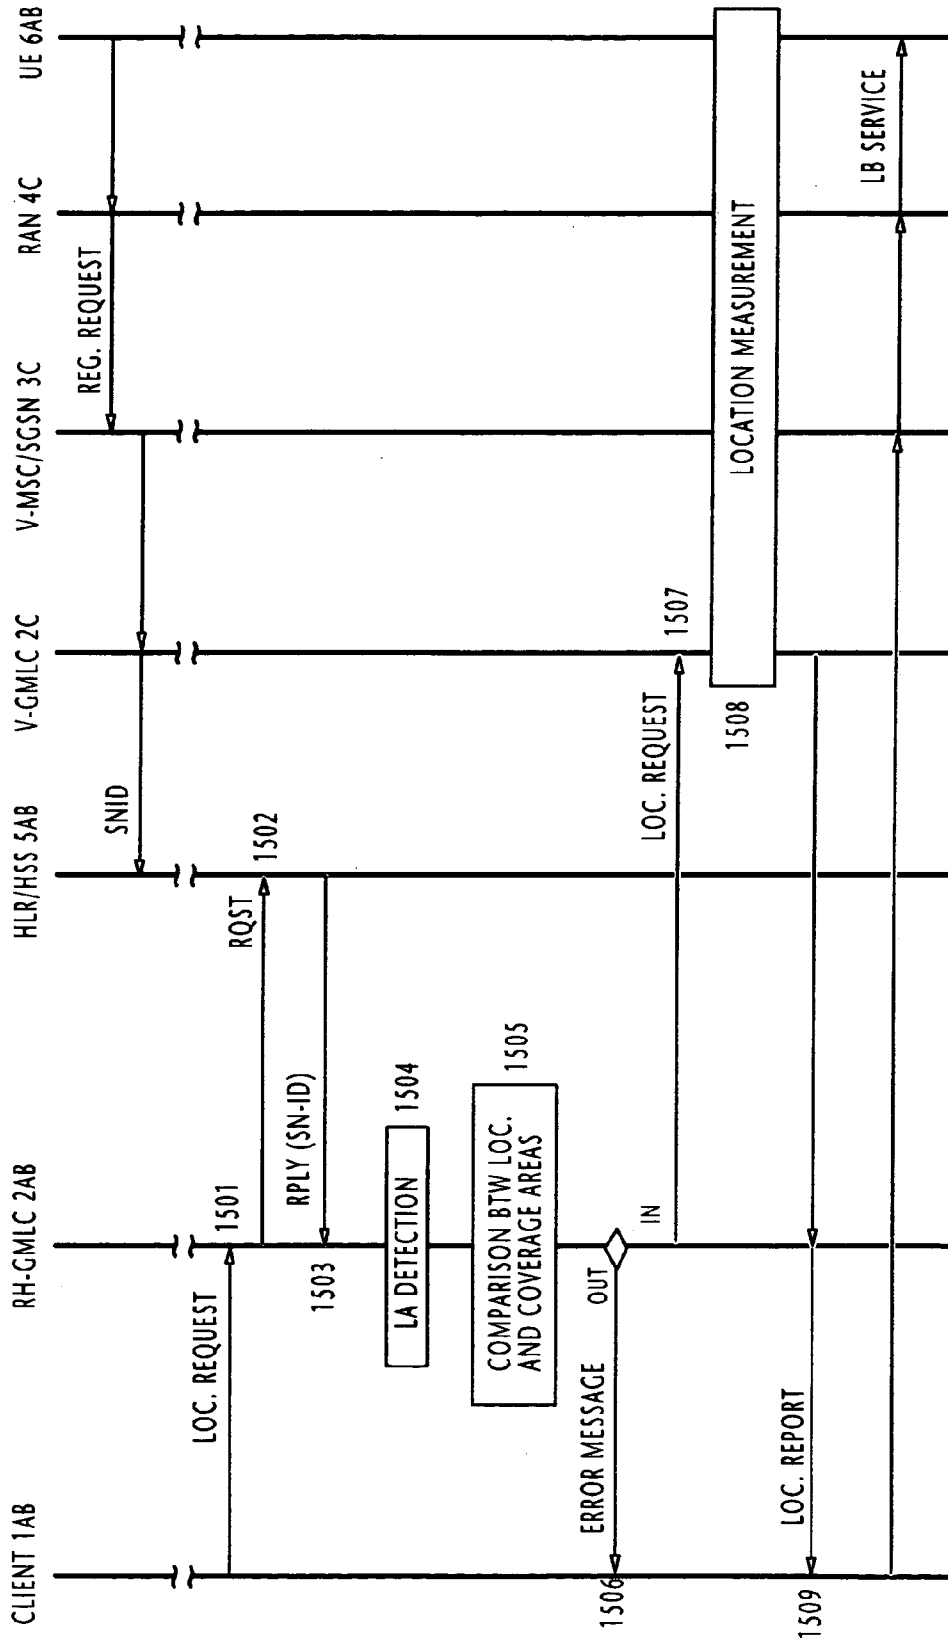 CLIENT 1AB
RH-GMLC 2AB
HLR/HSS 5AB
V-GMLC 2C
V-MSC/SGSN 3C
RAN 4C
UE 6AB
REG. REQUEST
SNID
LOC. REQUEST
1501
RQST
1502
RPLY (SN-ID)
1503
LA DETECTION
1504
COMPARISON BTW LOC.
AND COVERAGE AREAS
1505
ERROR MESSAGE
OUT
IN
1506
LOC. REQUEST
1507
LOCATION MEASUREMENT
1508
LOC. REPORT
1509
LB SERVICE